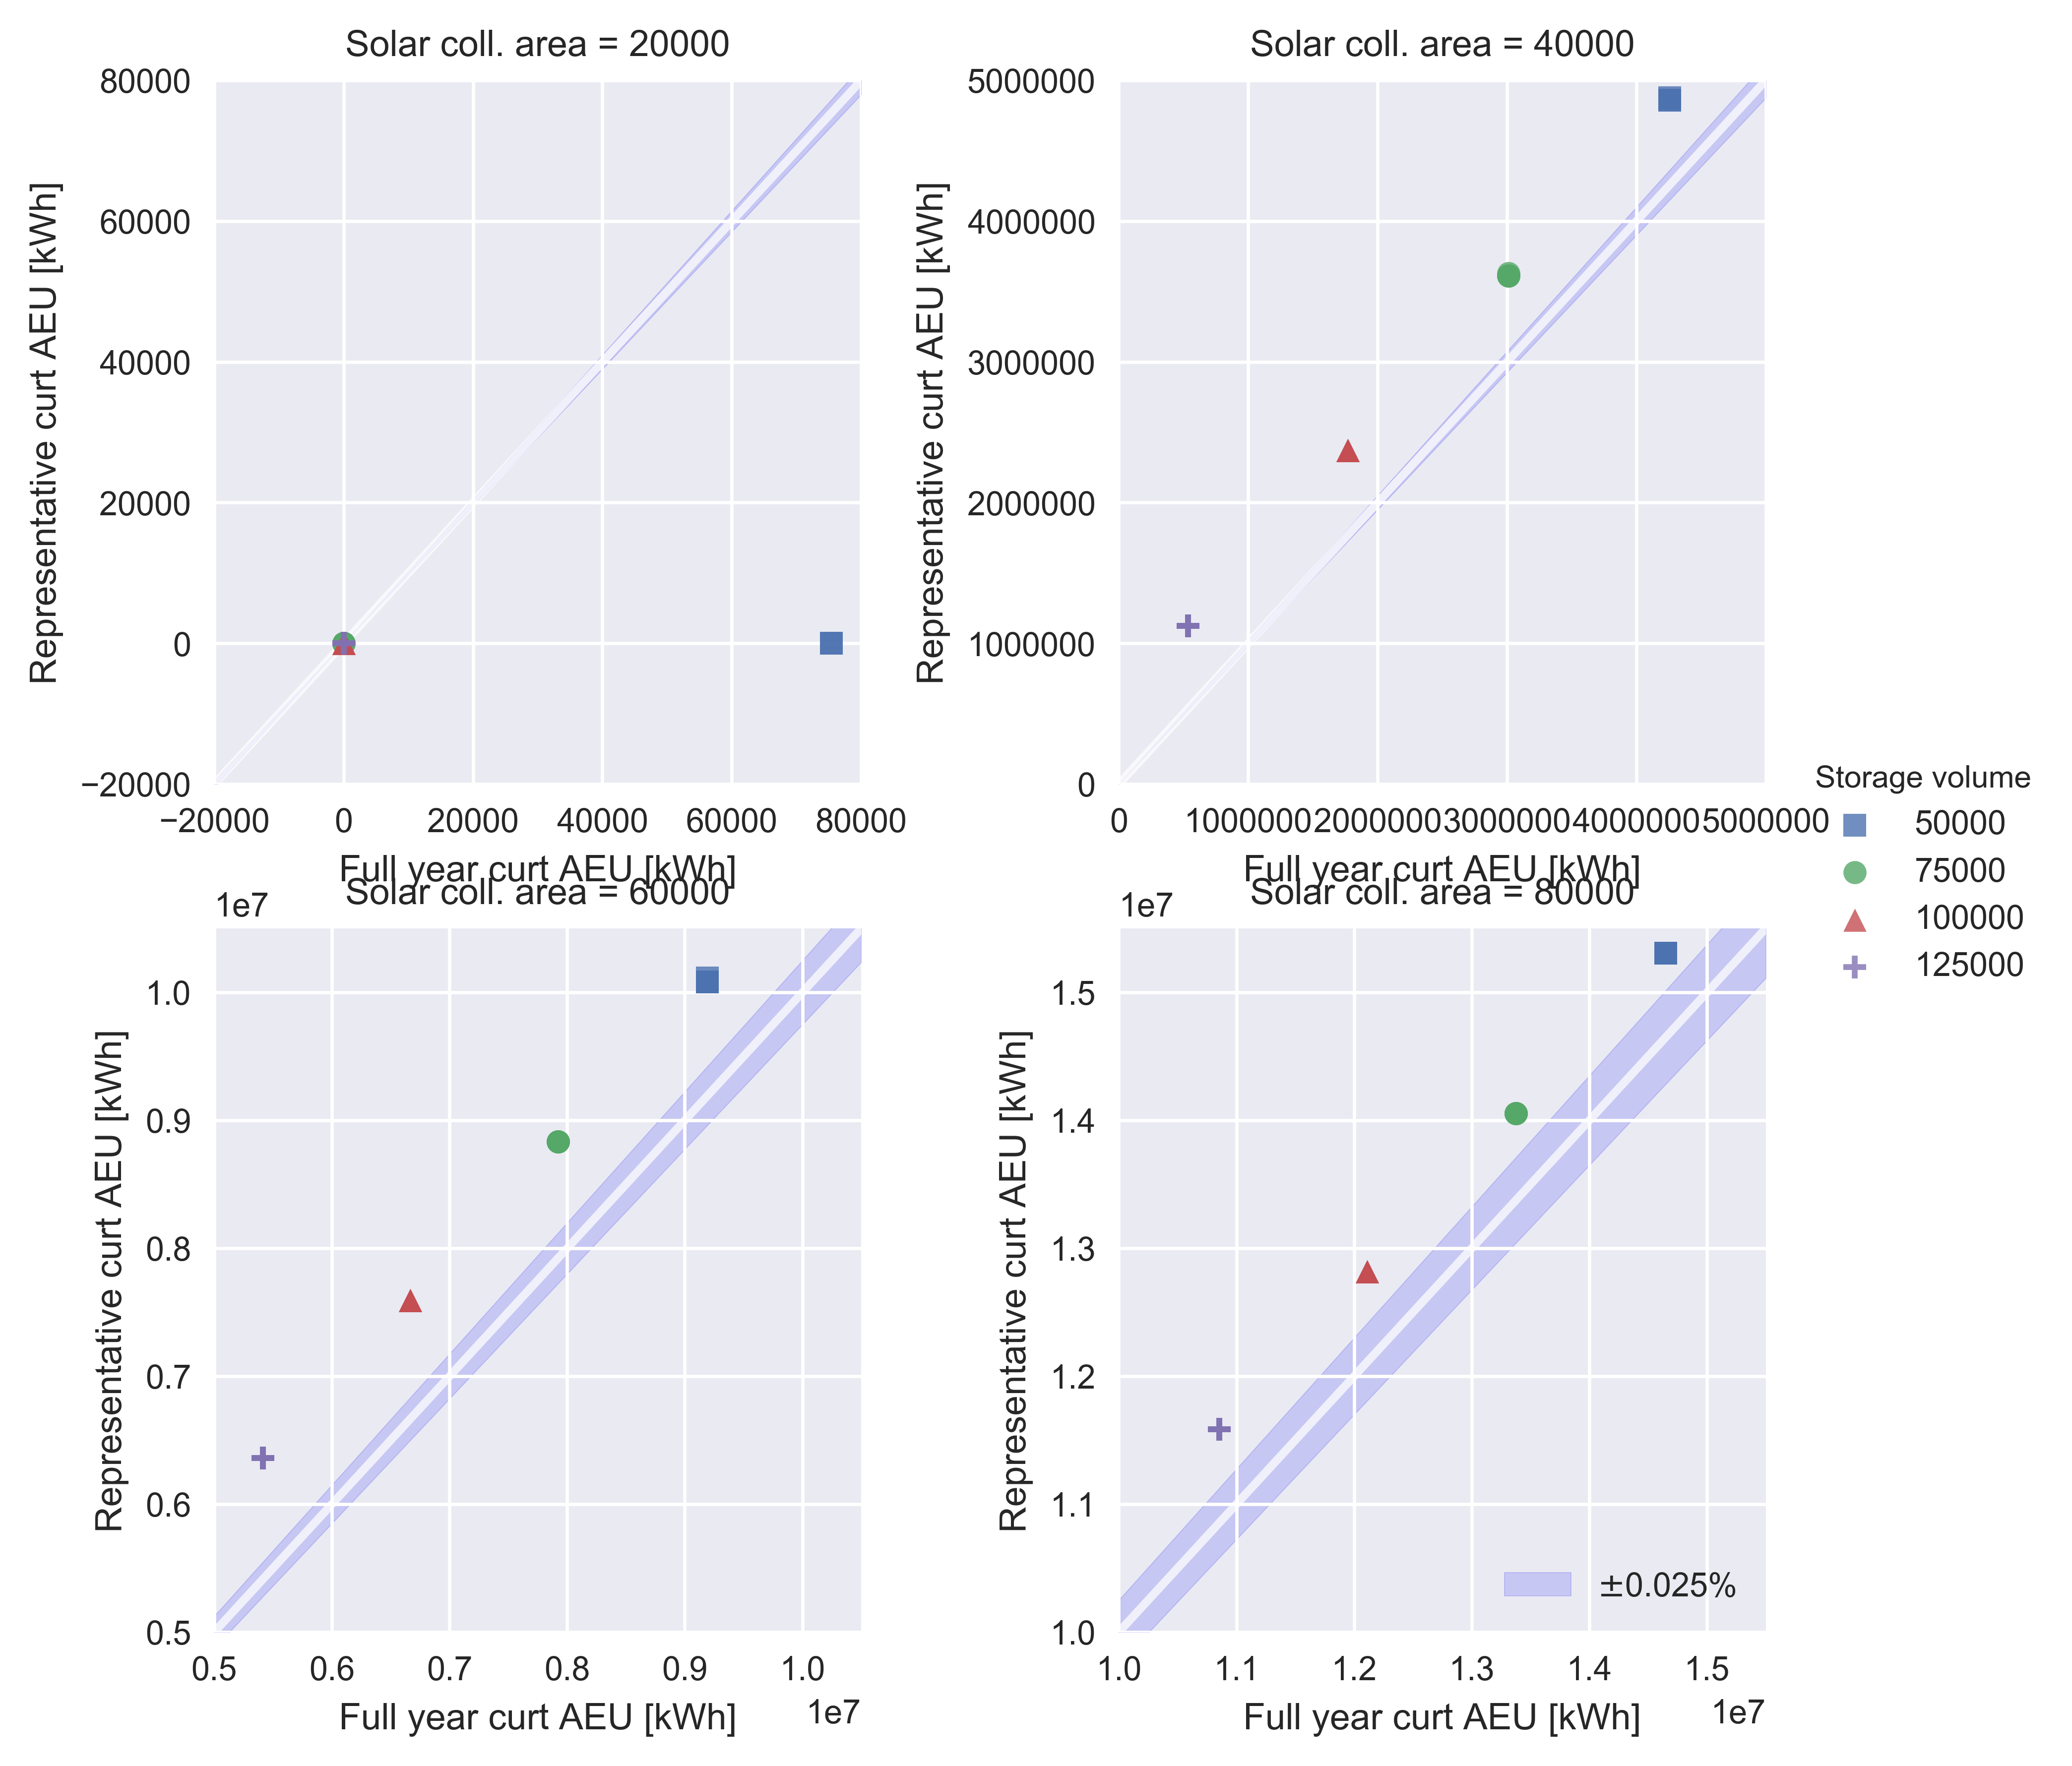 Solar coll. area = 20000
80000
60000
40000
20000
0
−20000
Representative curt AEU [kWh]
−20000 0 20000 40000 60000 80000
Full year curt AEU [kWh]
Solar coll. area = 40000
5000000
4000000
3000000
2000000
1000000
0
Representative curt AEU [kWh]
0 1000000 2000000 3000000 4000000 5000000
Full year curt AEU [kWh]
Storage volume
50000
75000
100000
125000
Solar coll. area = 60000
1e7
1.0
0.9
0.8
0.7
0.6
0.5
Representative curt AEU [kWh]
0.5 0.6 0.7 0.8 0.9 1.0
1e7
Full year curt AEU [kWh]
Solar coll. area = 80000
1e7
1.5
1.4
1.3
1.2
1.1
1.0
Representative curt AEU [kWh]
±0.025%
1.0 1.1 1.2 1.3 1.4 1.5
1e7
Full year curt AEU [kWh]